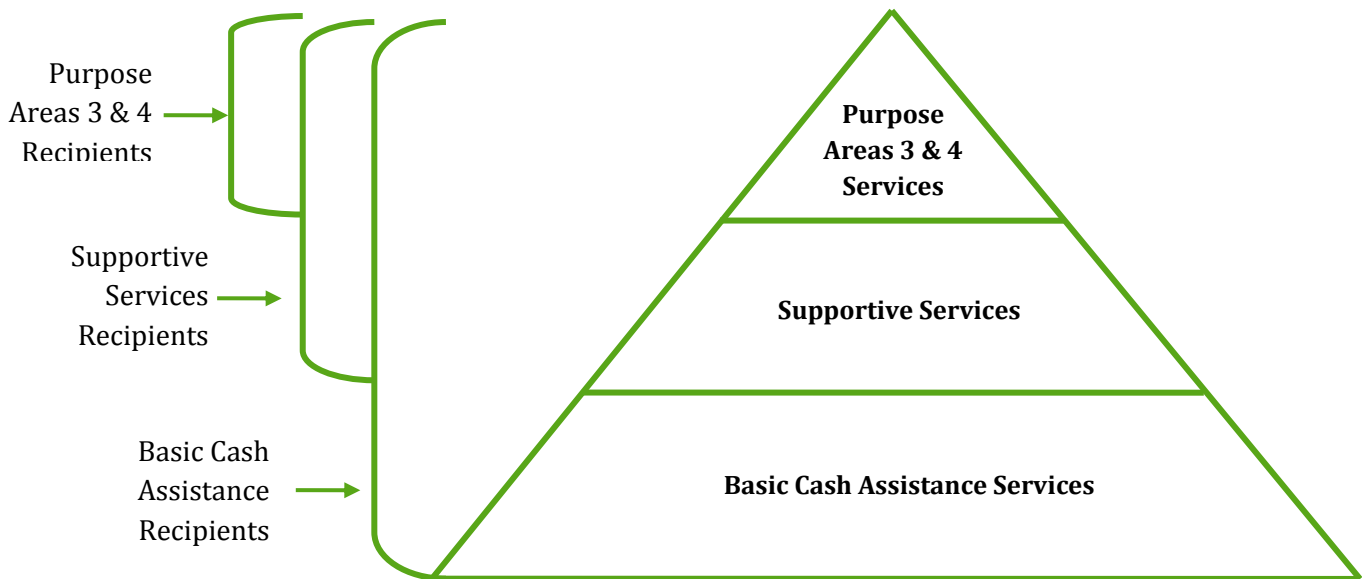 Purpose
Areas 3 & 4
Recipients
Purpose
Areas 3 & 4
Services
Supportive
Services
Recipients
Supportive Services
Basic Cash
Assistance
Recipients
Basic Cash Assistance Services